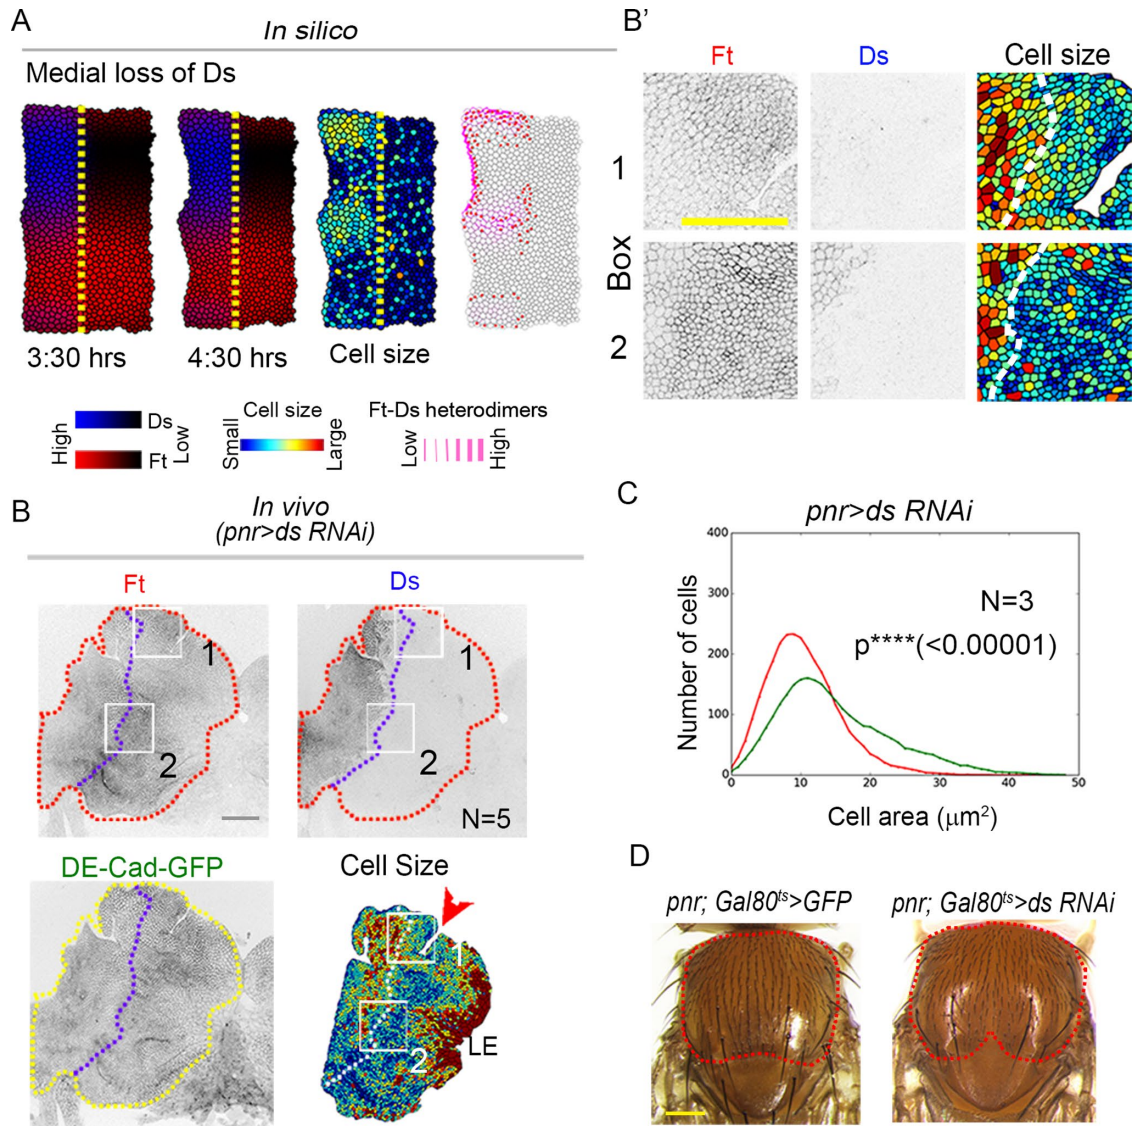 A
In silico
Medial loss of Ds
3:30 hrs
4:30 hrs
Cell size
High
Ds
Ft
Low
Cell size
Small
Large
Ft-Ds heterodimers
Low
High
B’
Ft
Ds
Cell size
Box
1
2
B
In vivo
(pnr>ds RNAi)
Ft
Ds
1
2
1
2
N=5
DE-Cad-GFP
Cell Size
1
2
LE
C
pnr>ds RNAi
400
300
200
100
0
Number of cells
N=3
p****(<0.00001)
0
10
20
30
40
50
Cell area (μm²)
D
pnr; Gal80ᵗˢ>GFP
pnr; Gal80ᵗˢ>ds RNAi